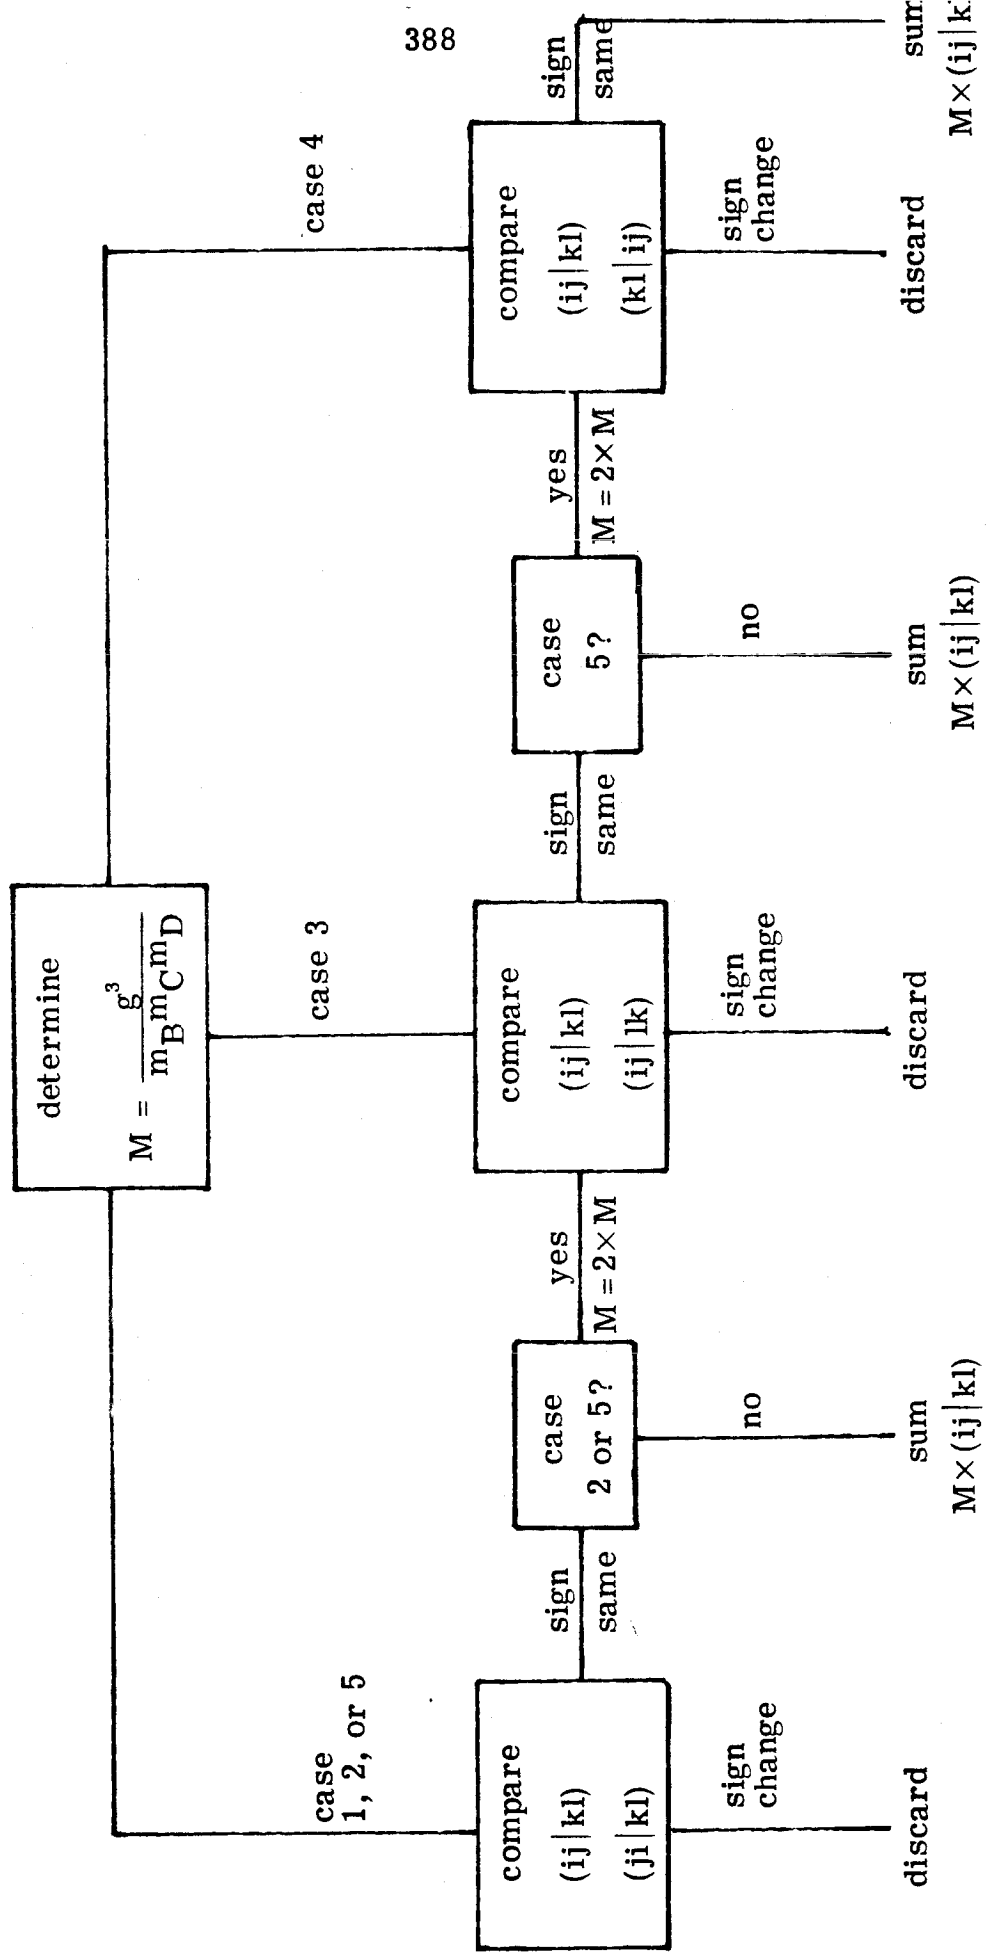 388
determine
M = g³
m_B m_C m_D
case
1, 2, or 5
case 3
case 4
compare
(ij|kl)
(ji|kl)
sign
same
sign
change
discard
case
2 or 5?
yes
M = 2×M
no
sum
M×(ij|kl)
compare
(ij|kl)
(ij|lk)
sign
same
sign
change
discard
case
5?
yes
M = 2×M
no
sum
M×(ij|kl)
compare
(ij|kl)
(kl|ij)
sign
same
sign
change
discard
sum
M×(ij|k